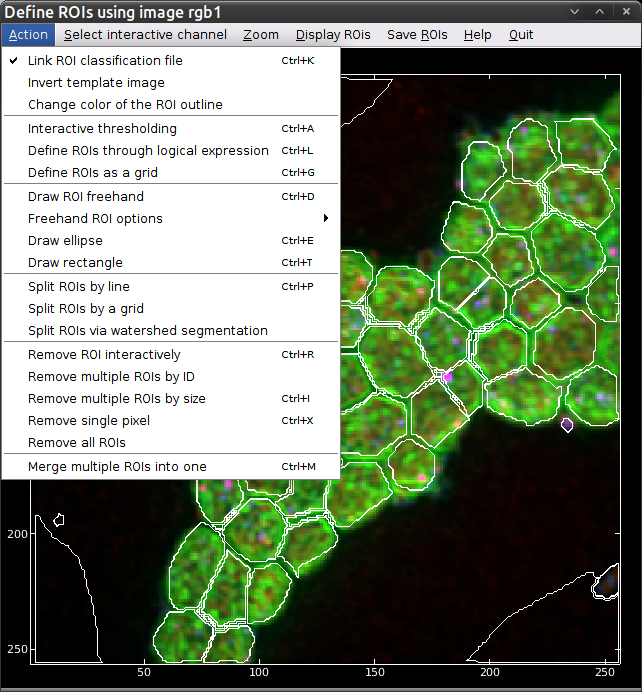 Define ROIs using image rgb1
Action Select interactive channel Zoom Display ROIs Save ROIs Help Quit
Link ROI classification file Ctrl+K
Invert template image
Change color of the ROI outline
Interactive thresholding Ctrl+A
Define ROIs through logical expression Ctrl+L
Define ROIs as a grid Ctrl+G
Draw ROI freehand Ctrl+D
Freehand ROI options
Draw ellipse Ctrl+E
Draw rectangle Ctrl+T
Split ROIs by line Ctrl+P
Split ROIs by a grid
Split ROIs via watershed segmentation
Remove ROI interactively Ctrl+R
Remove multiple ROIs by ID
Remove multiple ROIs by size Ctrl+I
Remove single pixel Ctrl+X
Remove all ROIs
Merge multiple ROIs into one Ctrl+M
200
250
50 100 150 200 250